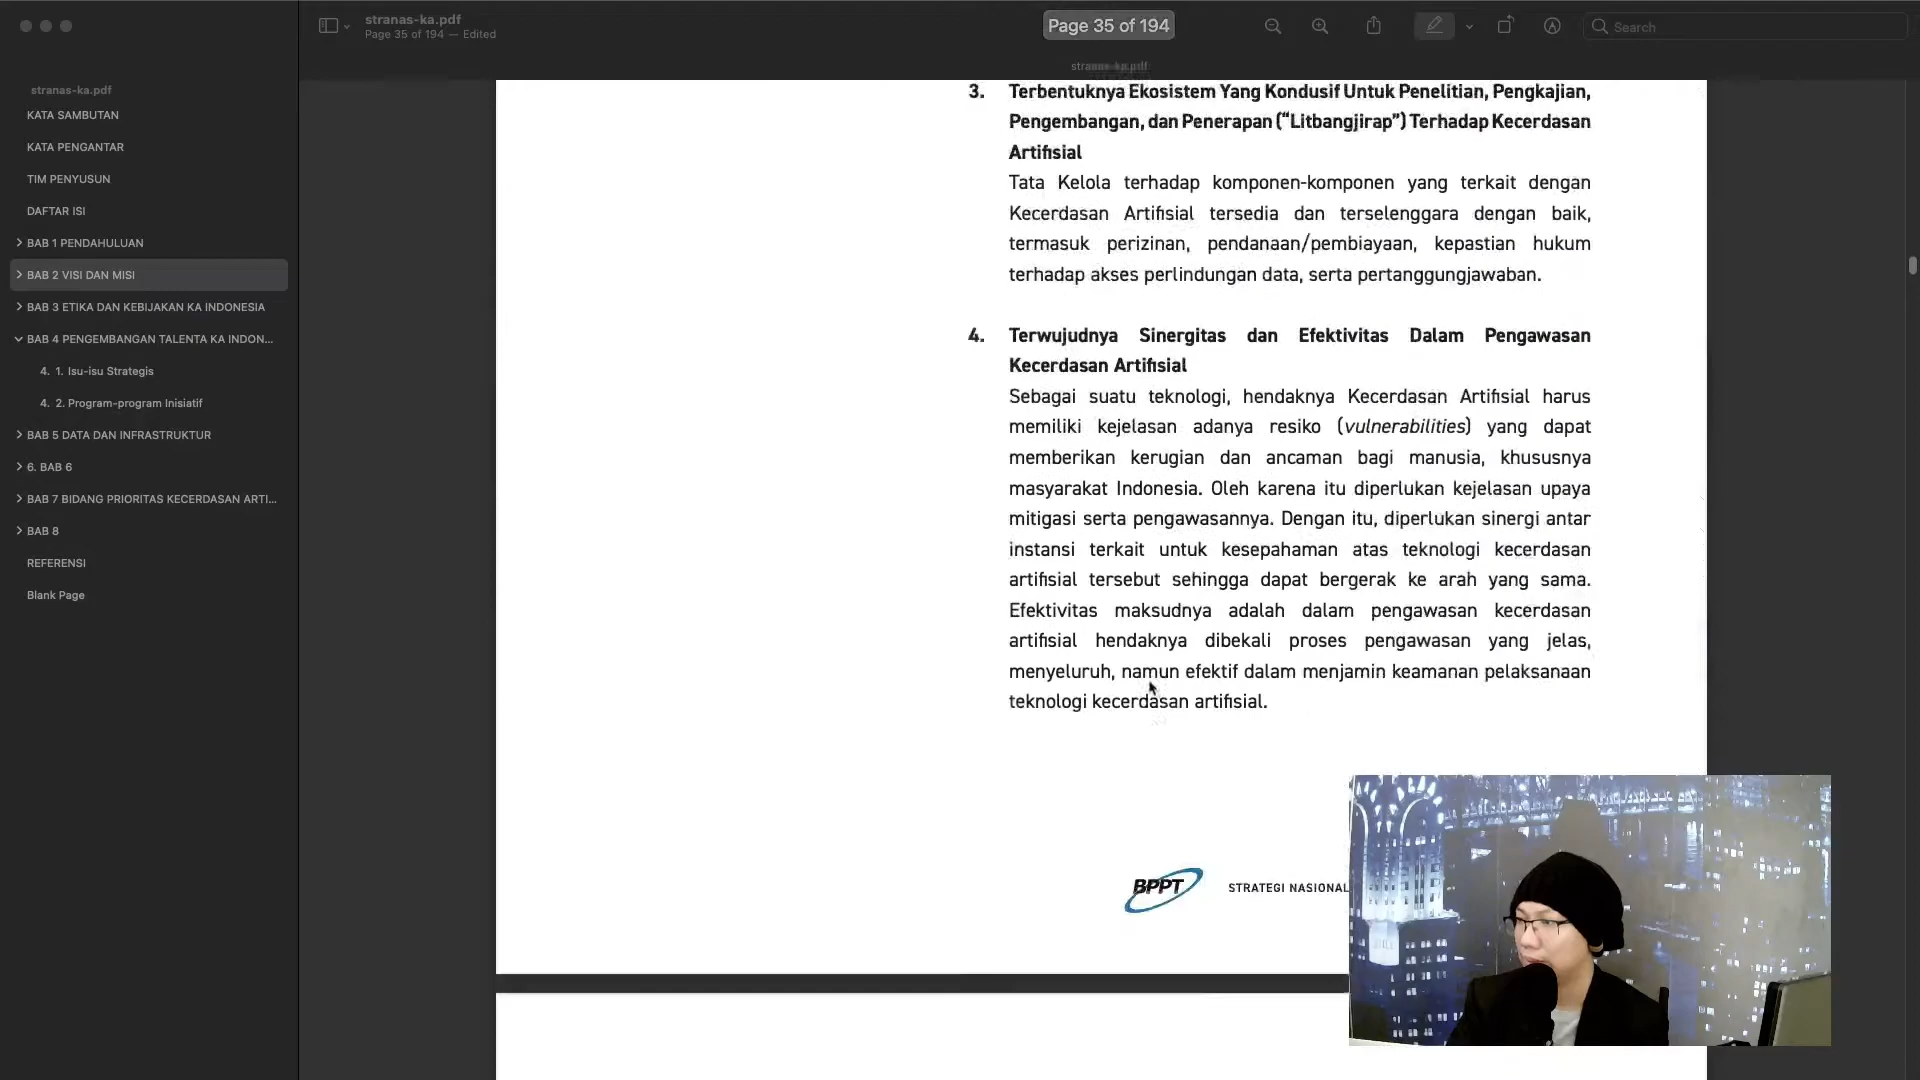 stranas-ka.pdf
Page 35 of 194 — Edited
Page 35 of 194
Search
stranas-ka.pdf
stranas-ka.pdf
KATA SAMBUTAN
KATA PENGANTAR
TIM PENYUSUN
DAFTAR ISI
BAB 1 PENDAHULUAN
BAB 2 VISI DAN MISI
BAB 3 ETIKA DAN KEBIJAKAN KA INDONESIA
BAB 4 PENGEMBANGAN TALENTA KA INDON...
4. 1. Isu-isu Strategis
4. 2. Program-program Inisiatif
BAB 5 DATA DAN INFRASTRUKTUR
6. BAB 6
BAB 7 BIDANG PRIORITAS KECERDASAN ARTI...
BAB 8
REFERENSI
Blank Page
3. Terbentuknya Ekosistem Yang Kondusif Untuk Penelitian, Pengkajian,
Pengembangan, dan Penerapan (“Litbangjirap”) Terhadap Kecerdasan
Artifisial
Tata Kelola terhadap komponen-komponen yang terkait dengan
Kecerdasan Artifisial tersedia dan terselenggara dengan baik,
termasuk perizinan, pendanaan/pembiayaan, kepastian hukum
terhadap akses perlindungan data, serta pertanggungjawaban.
4. Terwujudnya Sinergitas dan Efektivitas Dalam Pengawasan
Kecerdasan Artifisial
Sebagai suatu teknologi, hendaknya Kecerdasan Artifisial harus
memiliki kejelasan adanya resiko (vulnerabilities) yang dapat
memberikan kerugian dan ancaman bagi manusia, khususnya
masyarakat Indonesia. Oleh karena itu diperlukan kejelasan upaya
mitigasi serta pengawasannya. Dengan itu, diperlukan sinergi antar
instansi terkait untuk kesepahaman atas teknologi kecerdasan
artifisial tersebut sehingga dapat bergerak ke arah yang sama.
Efektivitas maksudnya adalah dalam pengawasan kecerdasan
artifisial hendaknya dibekali proses pengawasan yang jelas,
menyeluruh, namun efektif dalam menjamin keamanan pelaksanaan
teknologi kecerdasan artifisial.
BPPT
STRATEGI NASIONAL